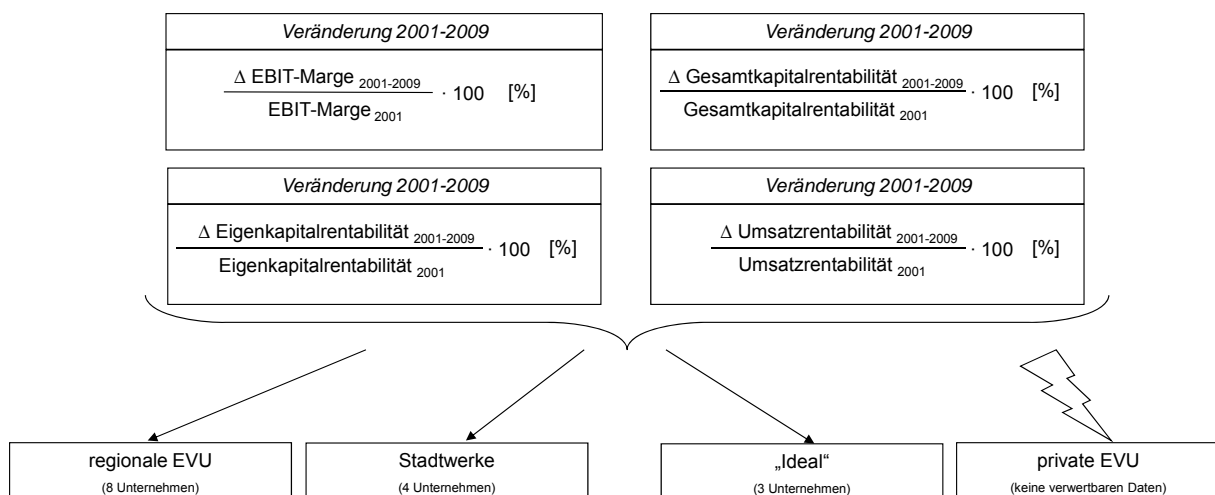 Veränderung 2001-2009
Δ EBIT-Marge 2001-2009
EBIT-Marge 2001
· 100 [%]
Veränderung 2001-2009
Δ Gesamtkapitalrentabilität 2001-2009
Gesamtkapitalrentabilität 2001
· 100 [%]
Veränderung 2001-2009
Δ Eigenkapitalrentabilität 2001-2009
Eigenkapitalrentabilität 2001
· 100 [%]
Veränderung 2001-2009
Δ Umsatzrentabilität 2001-2009
Umsatzrentabilität 2001
· 100 [%]
regionale EVU
(8 Unternehmen)
Stadtwerke
(4 Unternehmen)
„Ideal“
(3 Unternehmen)
private EVU
(keine verwertbaren Daten)